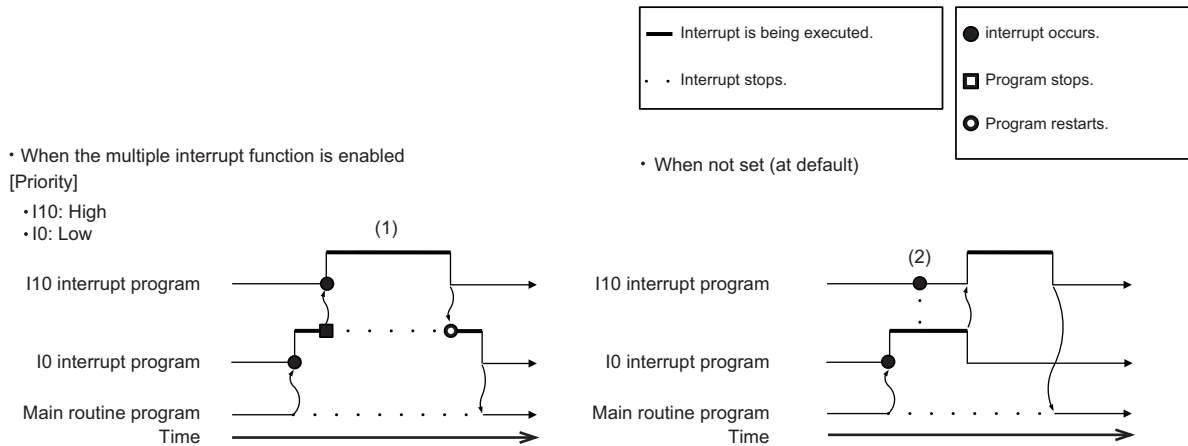 Interrupt is being executed.
Interrupt stops.
interrupt occurs.
Program stops.
Program restarts.
・When the multiple interrupt function is enabled
[Priority]
・I10: High
・I0: Low
(1)
I10 interrupt program
I0 interrupt program
Main routine program
Time
・When not set (at default)
(2)
I10 interrupt program
I0 interrupt program
Main routine program
Time